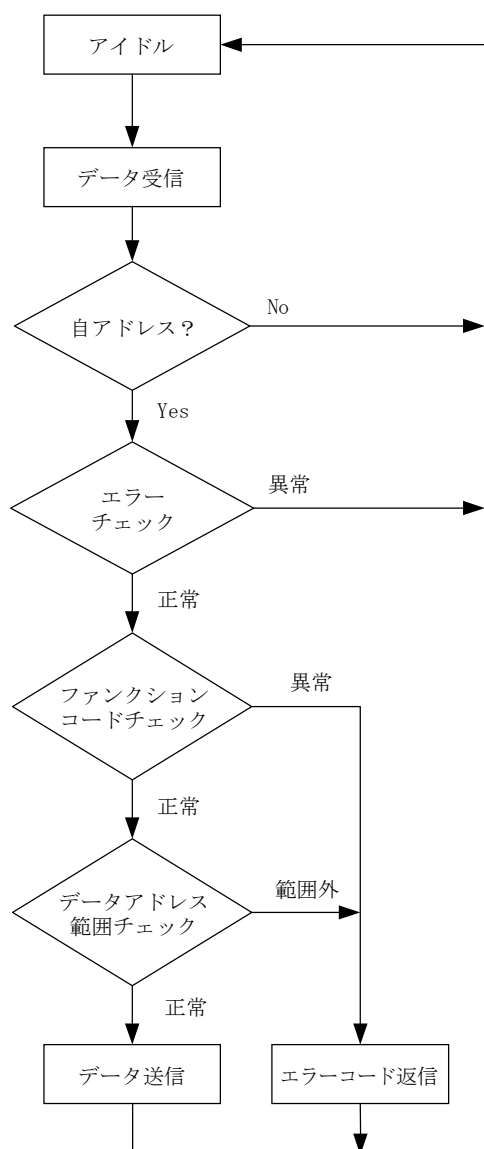 アイドル
データ受信
自アドレス？
No
Yes
エラー
チェック
異常
正常
ファンクション
コードチェック
異常
正常
データアドレス
範囲チェック
範囲外
正常
データ送信
エラーコード返信